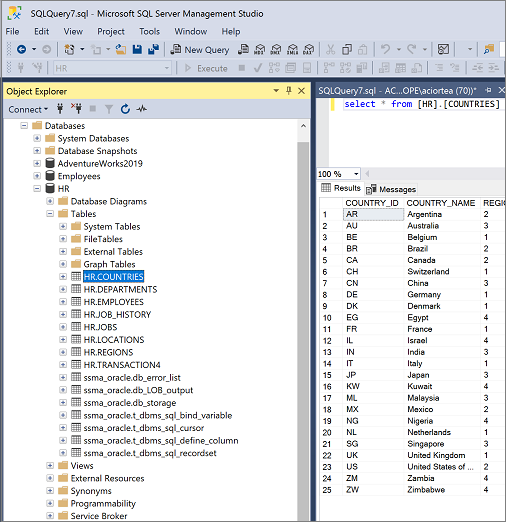 SQLQuery7.sql - Microsoft SQL Server Management Studio
File Edit View Project Tools Window Help
New Query MDX DMX XMLA DAX
HR Execute
Object Explorer
Connect
Databases
System Databases
Database Snapshots
AdventureWorks2019
Employees
HR
Database Diagrams
Tables
System Tables
FileTables
External Tables
Graph Tables
HR.COUNTRIES
HR.DEPARTMENTS
HR.EMPLOYEES
HR.JOB_HISTORY
HR.JOBS
HR.LOCATIONS
HR.REGIONS
HR.TRANSACTION4
ssma_oracle.db_error_list
ssma_oracle.db_LOB_output
ssma_oracle.db_storage
ssma_oracle.t_dbms_sql_bind_variable
ssma_oracle.t_dbms_sql_cursor
ssma_oracle.t_dbms_sql_define_column
ssma_oracle.t_dbms_sql_recordset
Views
External Resources
Synonyms
Programmability
Service Broker
SQLQuery7.sql - AC...OPE\aciortea (70))*
select * from [HR].[COUNTRIES]
100 %
Results Messages
COUNTRY_ID COUNTRY_NAME REGI
1 AR Argentina 2
2 AU Australia 3
3 BE Belgium 1
4 BR Brazil 2
5 CA Canada 2
6 CH Switzerland 1
7 CN China 3
8 DE Germany 1
9 DK Denmark 1
10 EG Egypt 4
11 FR France 1
12 IL Israel 4
13 IN India 3
14 IT Italy 1
15 JP Japan 3
16 KW Kuwait 4
17 ML Malaysia 3
18 MX Mexico 2
19 NG Nigeria 4
20 NL Netherlands 1
21 SG Singapore 3
22 UK United Kingdom 1
23 US United States of ... 2
24 ZM Zambia 4
25 ZW Zimbabwe 4